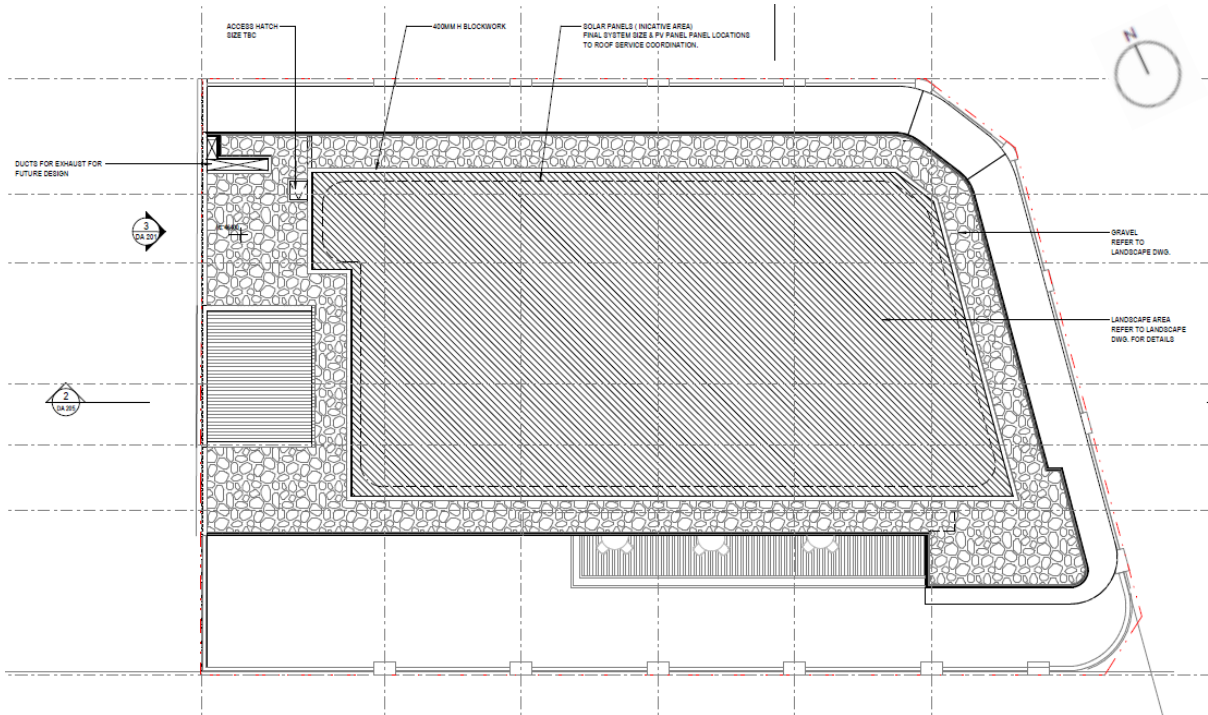 ACCESS HATCH
SIZE TBC
400MM H BLOCKWORK
SOLAR PANELS ( INICATIVE AREA)
FINAL SYSTEM SIZE & PV PANEL PANEL LOCATIONS
TO ROOF SERVICE COORDINATION.
N
DUCTS FOR EXHAUST FOR
FUTURE DESIGN
3
DA 201
GRAVEL
REFER TO
LANDSCAPE DWG.
LANDSCAPE AREA
REFER TO LANDSCAPE
DWG. FOR DETAILS
2
DA 205